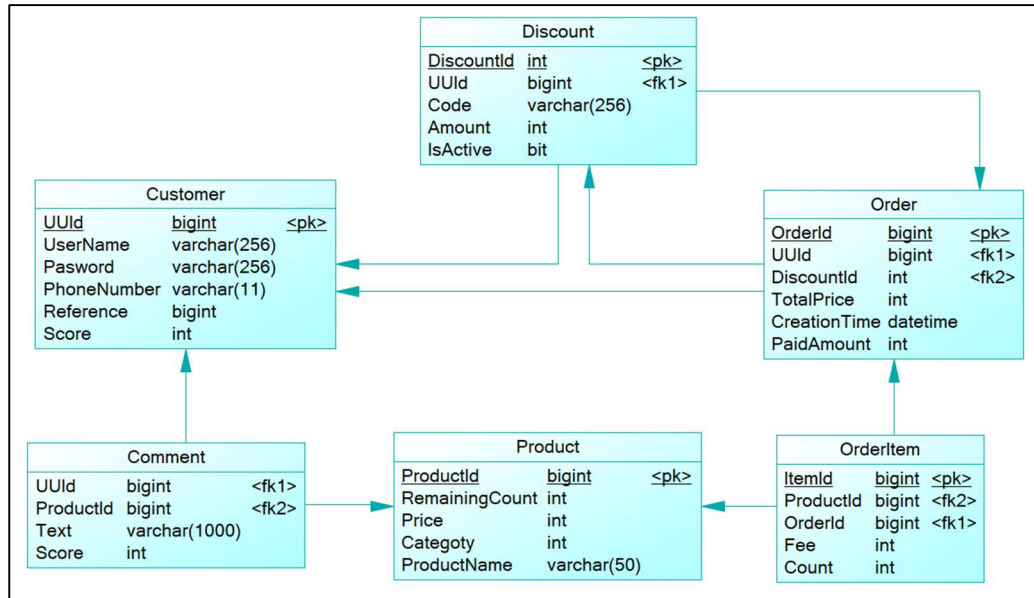 Discount
DiscountId int <pk>
UUId bigint <fk1>
Code varchar(256)
Amount int
IsActive bit
Customer
UUId bigint <pk>
UserName varchar(256)
Pasword varchar(256)
PhoneNumber varchar(11)
Reference bigint
Score int
Order
OrderId bigint <pk>
UUId bigint <fk1>
DiscountId int <fk2>
TotalPrice int
CreationTime datetime
PaidAmount int
Comment
UUId bigint <fk1>
ProductId bigint <fk2>
Text varchar(1000)
Score int
Product
ProductId bigint <pk>
RemainingCount int
Price int
Categoty int
ProductName varchar(50)
OrderItem
ItemId bigint <pk>
ProductId bigint <fk2>
OrderId bigint <fk1>
Fee int
Count int